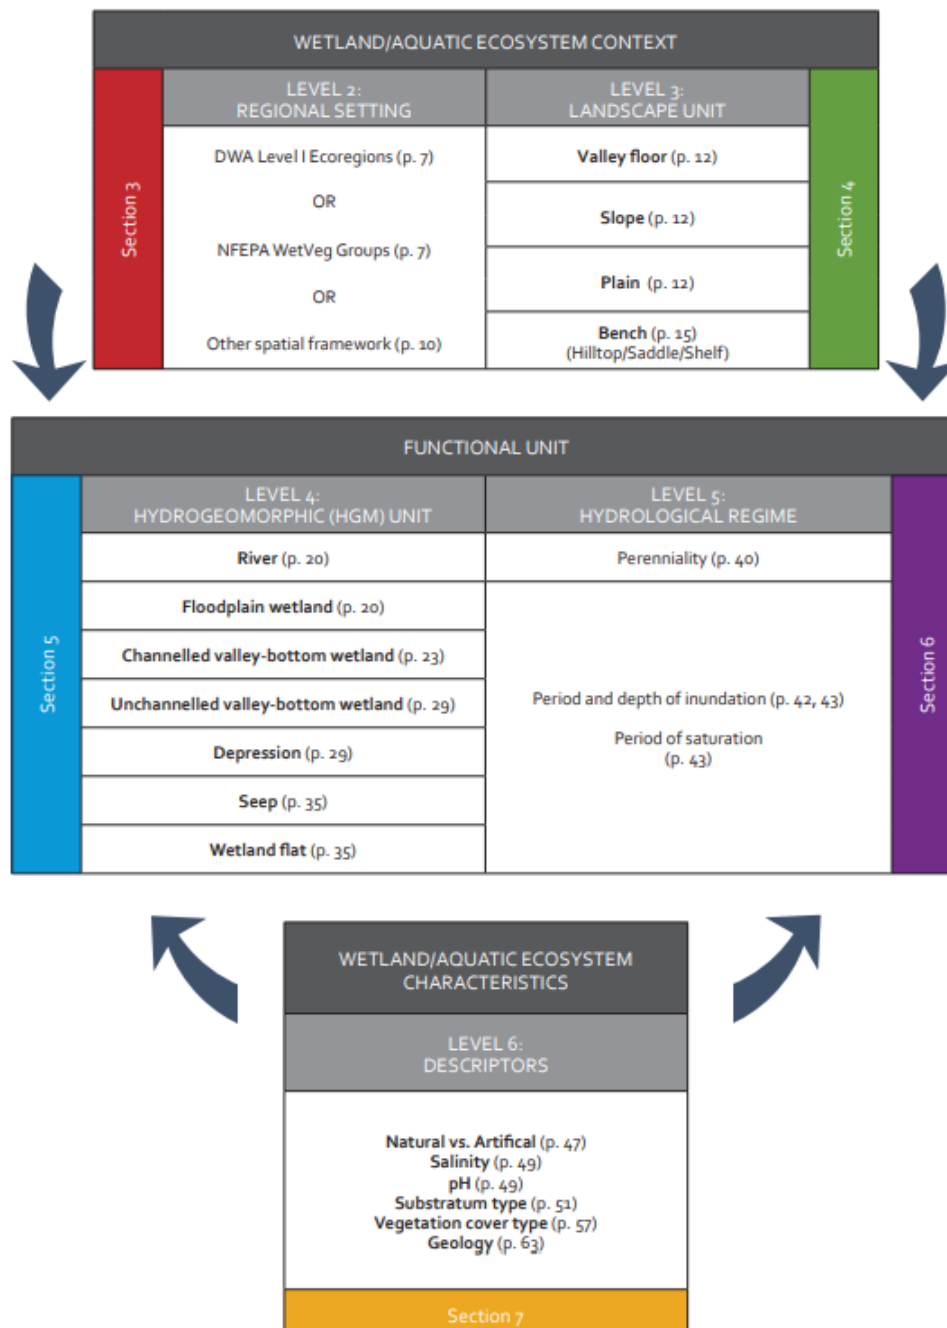 WETLAND/AQUATIC ECOSYSTEM CONTEXT
Section 3
LEVEL 2:
REGIONAL SETTING
DWA Level I Ecoregions (p. 7)
OR
NFEPA WetVeg Groups (p. 7)
OR
Other spatial framework (p. 10)
LEVEL 3:
LANDSCAPE UNIT
Valley floor (p. 12)
Slope (p. 12)
Plain (p. 12)
Bench (p. 15)
(Hilltop/Saddle/Shelf)
Section 4
FUNCTIONAL UNIT
Section 5
LEVEL 4:
HYDROGEOMORPHIC (HGM) UNIT
River (p. 20)
Floodplain wetland (p. 20)
Channelled valley-bottom wetland (p. 23)
Unchannelled valley-bottom wetland (p. 29)
Depression (p. 29)
Seep (p. 35)
Wetland flat (p. 35)
LEVEL 5:
HYDROLOGICAL REGIME
Perenniality (p. 40)
Period and depth of inundation (p. 42, 43)
Period of saturation
(p. 43)
Section 6
WETLAND/AQUATIC ECOSYSTEM
CHARACTERISTICS
LEVEL 6:
DESCRIPTORS
Natural vs. Artifical (p. 47)
Salinity (p. 49)
pH (p. 49)
Substratum type (p. 51)
Vegetation cover type (p. 57)
Geology (p. 63)
Section 7